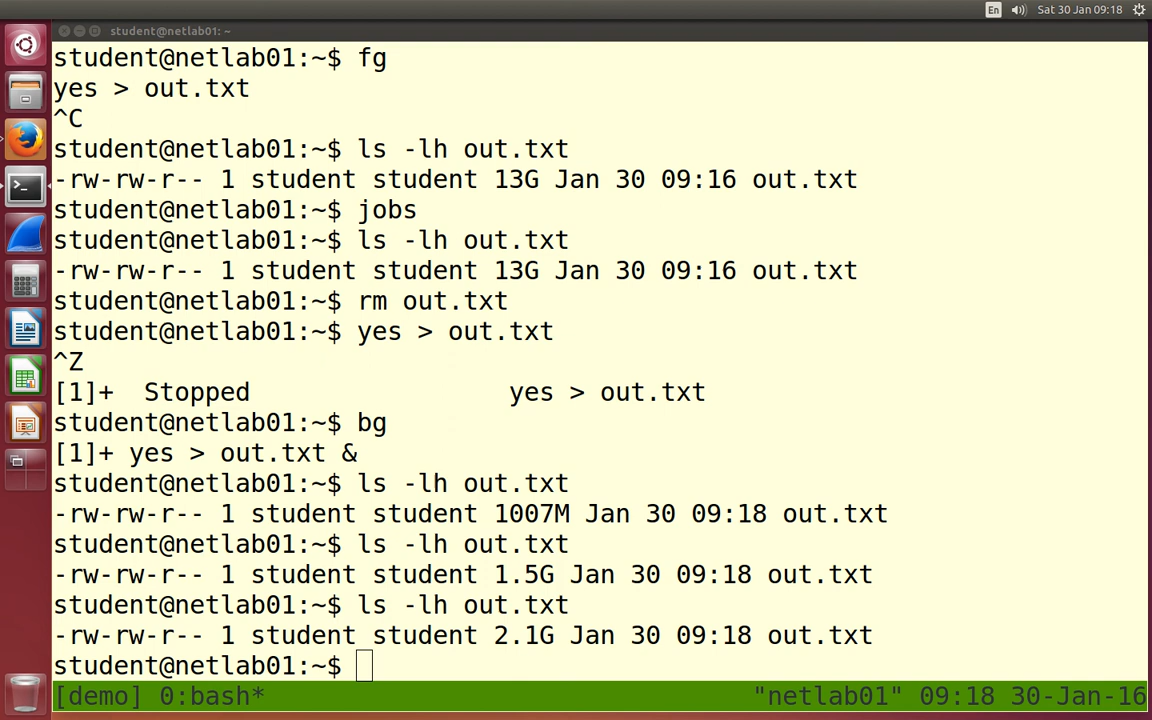 En Sat 30 Jan 09:18
student@netlab01: ~
student@netlab01:~$ fg
yes > out.txt
^C
student@netlab01:~$ ls -lh out.txt
-rw-rw-r-- 1 student student 13G Jan 30 09:16 out.txt
student@netlab01:~$ jobs
student@netlab01:~$ ls -lh out.txt
-rw-rw-r-- 1 student student 13G Jan 30 09:16 out.txt
student@netlab01:~$ rm out.txt
student@netlab01:~$ yes > out.txt
^Z
[1]+  Stopped                 yes > out.txt
student@netlab01:~$ bg
[1]+ yes > out.txt &
student@netlab01:~$ ls -lh out.txt
-rw-rw-r-- 1 student student 1007M Jan 30 09:18 out.txt
student@netlab01:~$ ls -lh out.txt
-rw-rw-r-- 1 student student 1.5G Jan 30 09:18 out.txt
student@netlab01:~$ ls -lh out.txt
-rw-rw-r-- 1 student student 2.1G Jan 30 09:18 out.txt
student@netlab01:~$
[demo] 0:bash* "netlab01" 09:18 30-Jan-16